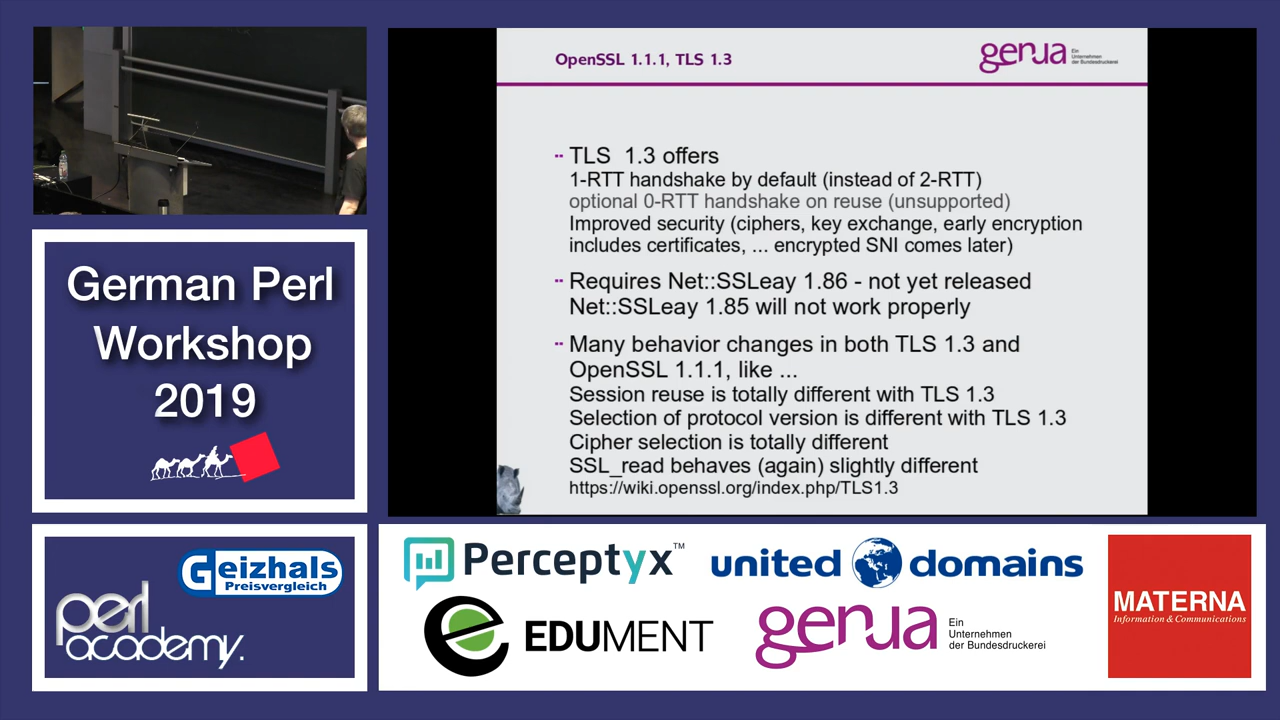 OpenSSL 1.1.1, TLS 1.3
genua
Ein
Unternehmen
der Bundesdruckerei
TLS 1.3 offers
1-RTT handshake by default (instead of 2-RTT)
optional 0-RTT handshake on reuse (unsupported)
Improved security (ciphers, key exchange, early encryption
includes certificates, ... encrypted SNI comes later)
Requires Net::SSLeay 1.86 - not yet released
Net::SSLeay 1.85 will not work properly
Many behavior changes in both TLS 1.3 and
OpenSSL 1.1.1, like ...
Session reuse is totally different with TLS 1.3
Selection of protocol version is different with TLS 1.3
Cipher selection is totally different
SSL_read behaves (again) slightly different
https://wiki.openssl.org/index.php/TLS1.3
German Perl
Workshop
2019
Geizhals
Preisvergleich
perl
academy.
Perceptyx™
united domains
EDUMENT
genua
Ein
Unternehmen
der Bundesdruckerei
MATERNA
Information & Communications